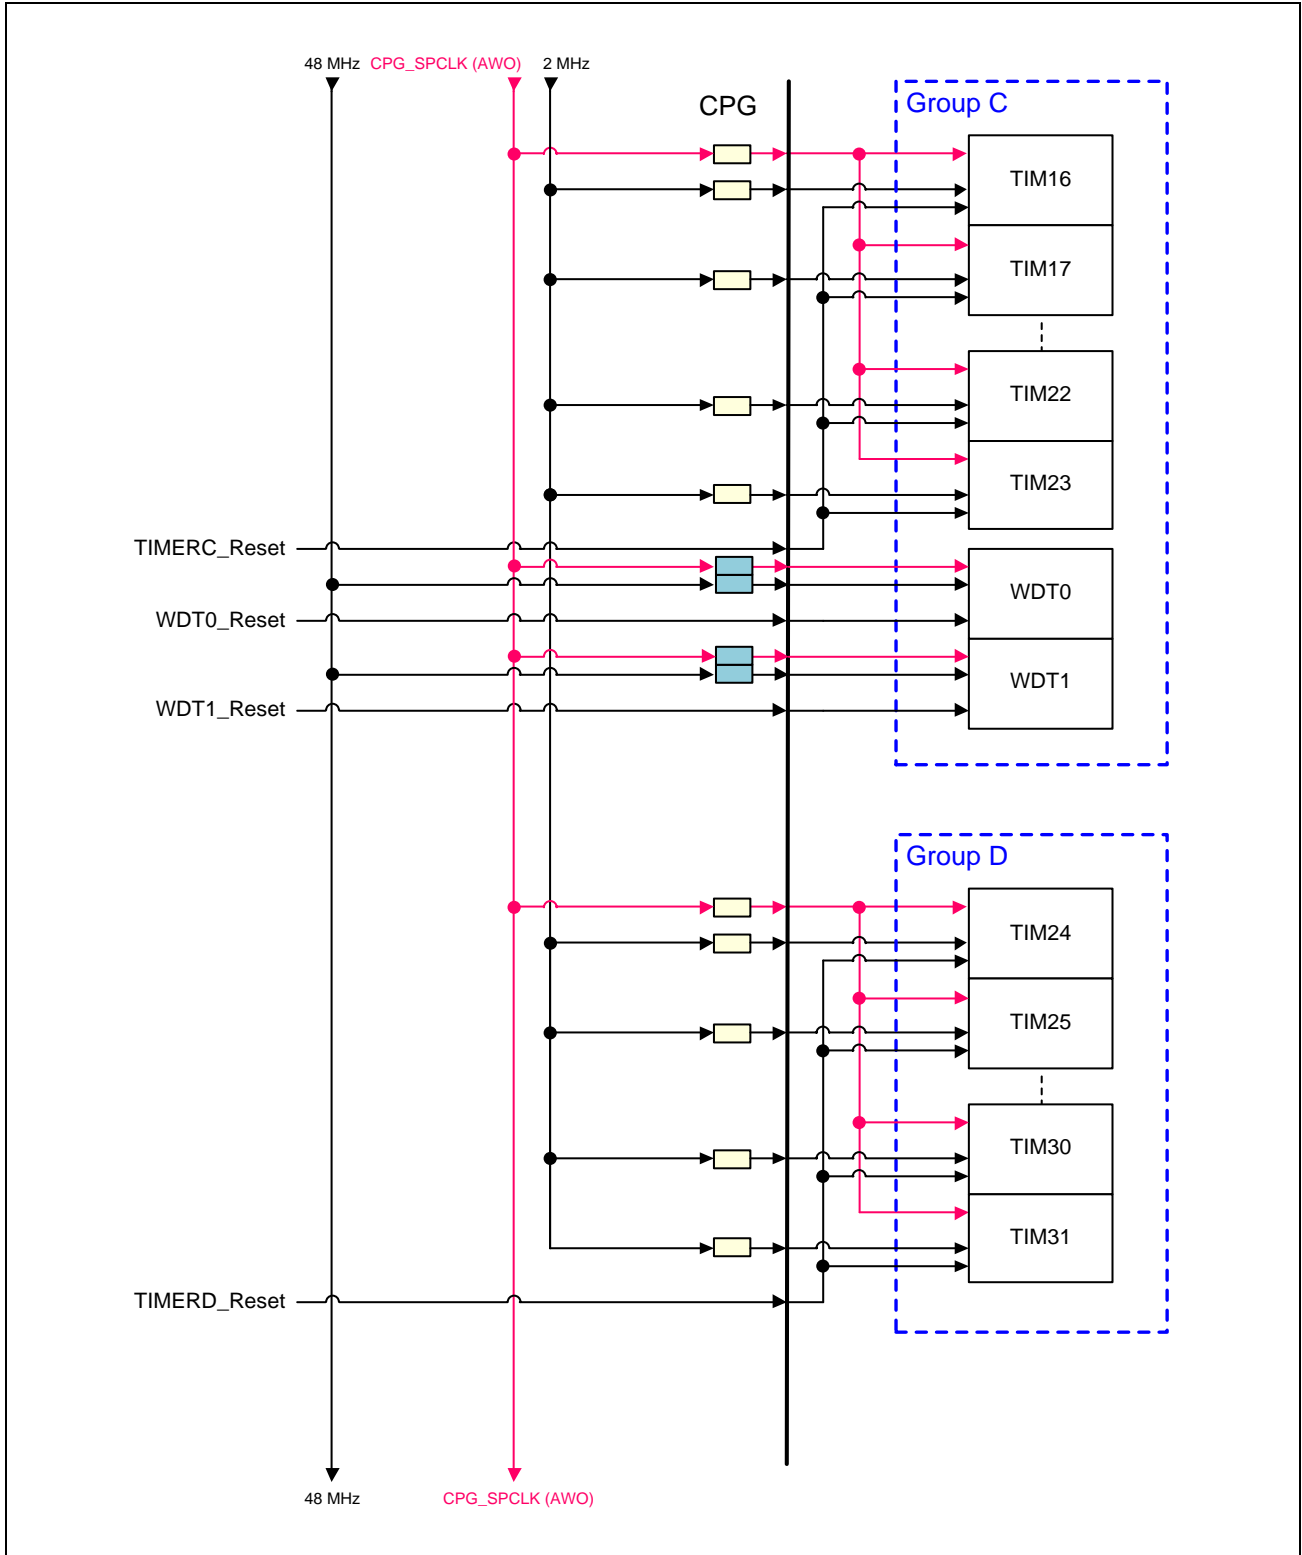 48 MHz CPG_SPCLK (AWO) 2 MHz
CPG
Group C
TIM16
TIM17
TIM22
TIM23
TIMERC_Reset
WDT0
WDT0_Reset
WDT1
WDT1_Reset
Group D
TIM24
TIM25
TIM30
TIM31
TIMERD_Reset
48 MHz CPG_SPCLK (AWO)